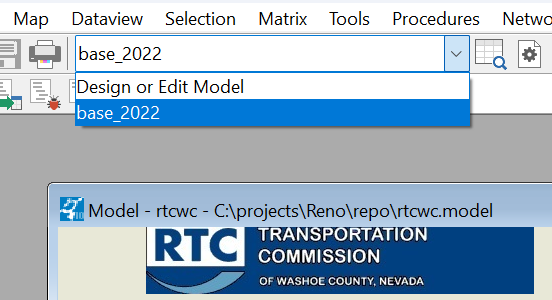 Map Dataview Selection Matrix Tools Procedures
base_2022
Design or Edit Model
base_2022
Model - rtcwc - C:\projects\Reno\repo\rtcwc.model
RTC
TRANSPORTATION
COMMISSION
OF WASHOE COUNTY, NEVADA